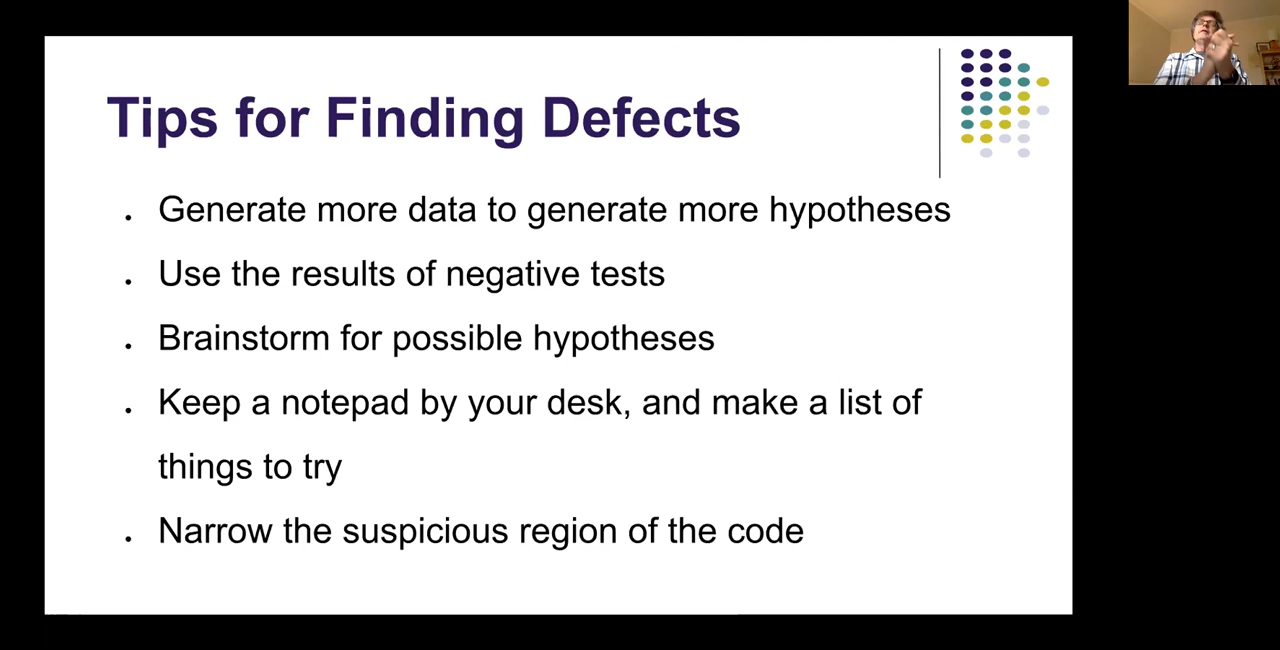 Tips for Finding Defects
. Generate more data to generate more hypotheses
. Use the results of negative tests
. Brainstorm for possible hypotheses
. Keep a notepad by your desk, and make a list of
things to try
. Narrow the suspicious region of the code